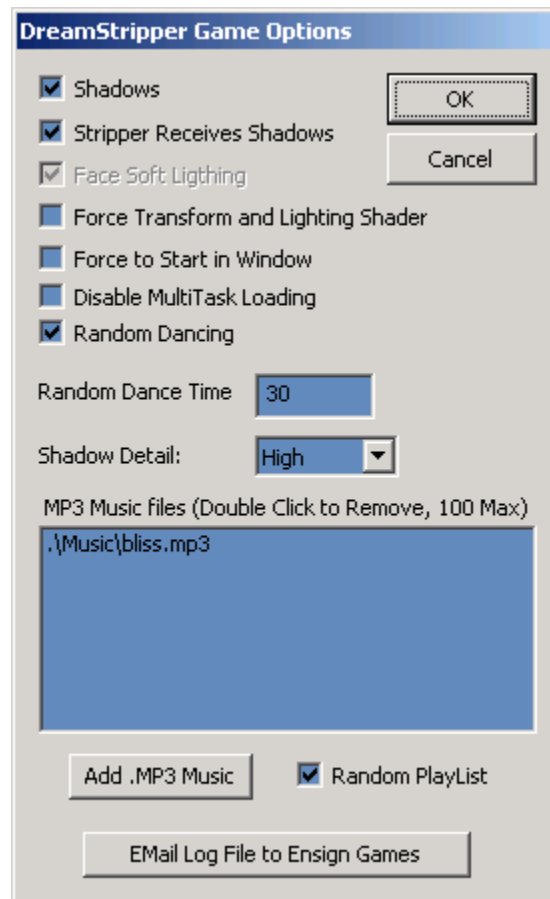 DreamStripper Game Options
Shadows
OK
Stripper Receives Shadows
Cancel
Face Soft Ligthing
Force Transform and Lighting Shader
Force to Start in Window
Disable MultiTask Loading
Random Dancing
Random Dance Time 30
Shadow Detail: High
MP3 Music files (Double Click to Remove, 100 Max)
.\Music\bliss.mp3
Add .MP3 Music Random PlayList
EMail Log File to Ensign Games